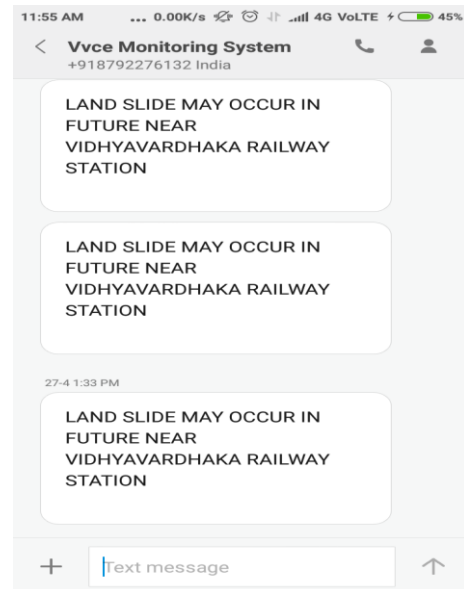 11:55 AM ... 0.00K/s 4G VoLTE 45%
Vvce Monitoring System
+918792276132 India
LAND SLIDE MAY OCCUR IN
FUTURE NEAR
VIDHYAVARDHAKA RAILWAY
STATION
LAND SLIDE MAY OCCUR IN
FUTURE NEAR
VIDHYAVARDHAKA RAILWAY
STATION
27-4 1:33 PM
LAND SLIDE MAY OCCUR IN
FUTURE NEAR
VIDHYAVARDHAKA RAILWAY
STATION
Text message